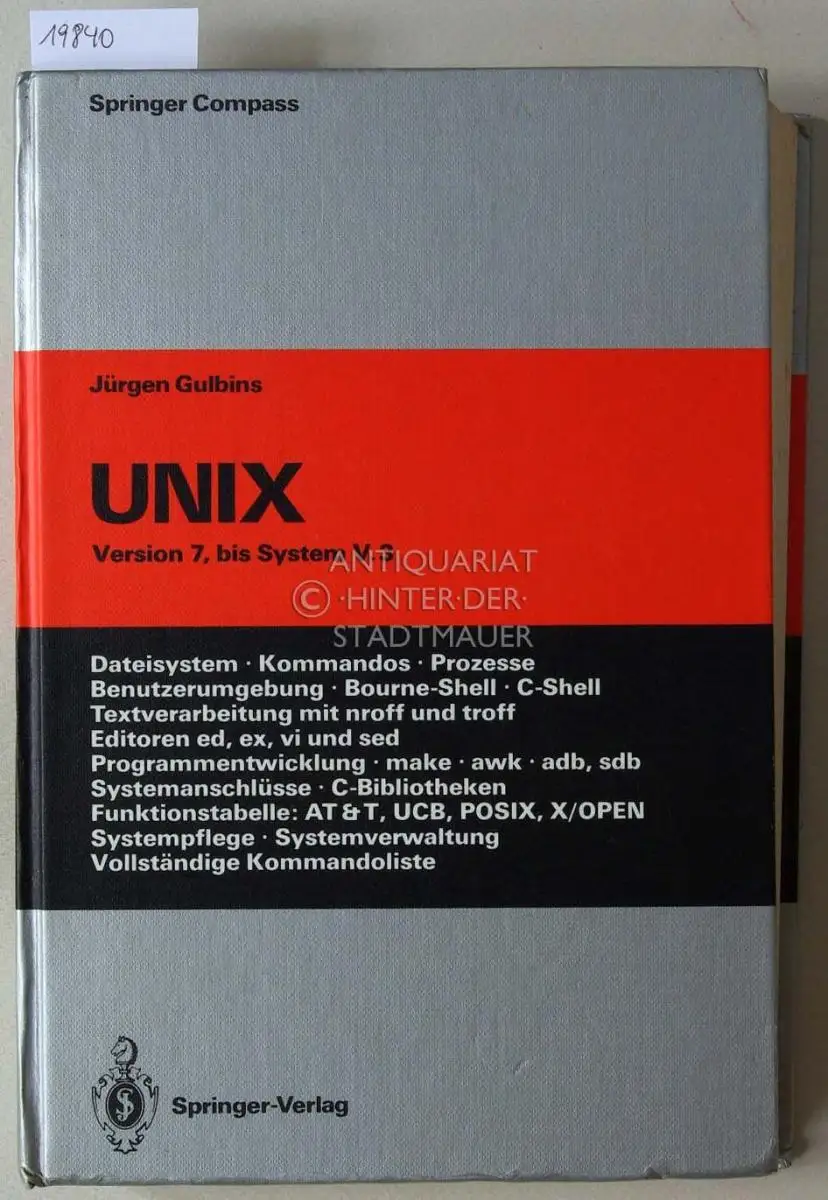 19840
Springer Compass
Jürgen Gulbins
UNIX
Version 7, bis System V.3
ANTIQUARIAT
© ·HINTER·DER·
STADTMAUER
Dateisystem · Kommandos · Prozesse
Benutzerumgebung · Bourne-Shell · C-Shell
Textverarbeitung mit nroff und troff
Editoren ed, ex, vi und sed
Programmentwicklung · make · awk · adb, sdb
Systemanschlüsse · C-Bibliotheken
Funktionstabelle: AT&T, UCB, POSIX, X/OPEN
Systempflege · Systemverwaltung
Vollständige Kommandoliste
Springer-Verlag